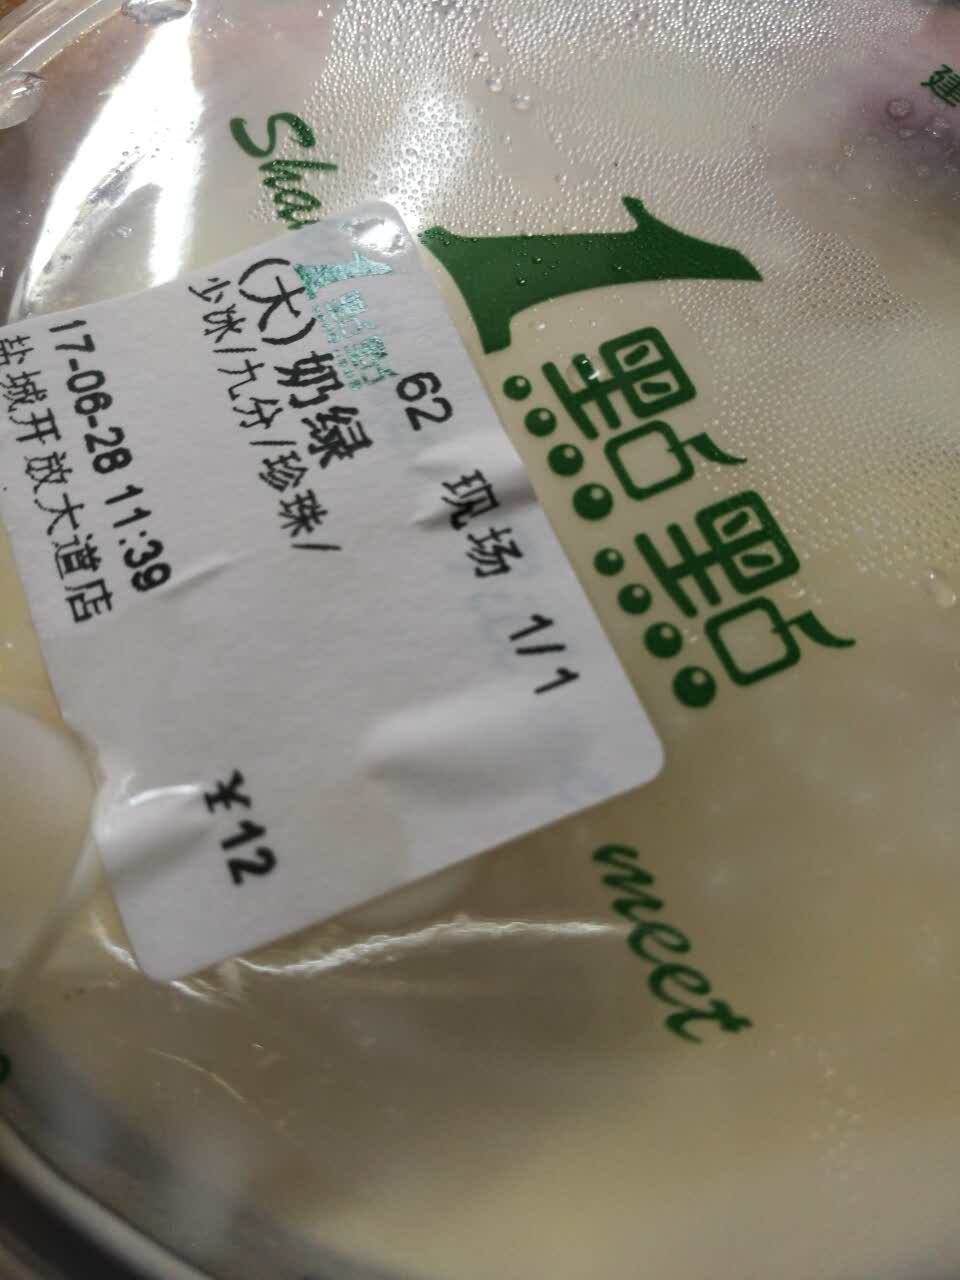 62 现场 1/1
(大)奶绿
少冰/九分/珍珠/
¥12
17-06-28 11:39
盐城开放大道店
1點點
1點點
meet
建